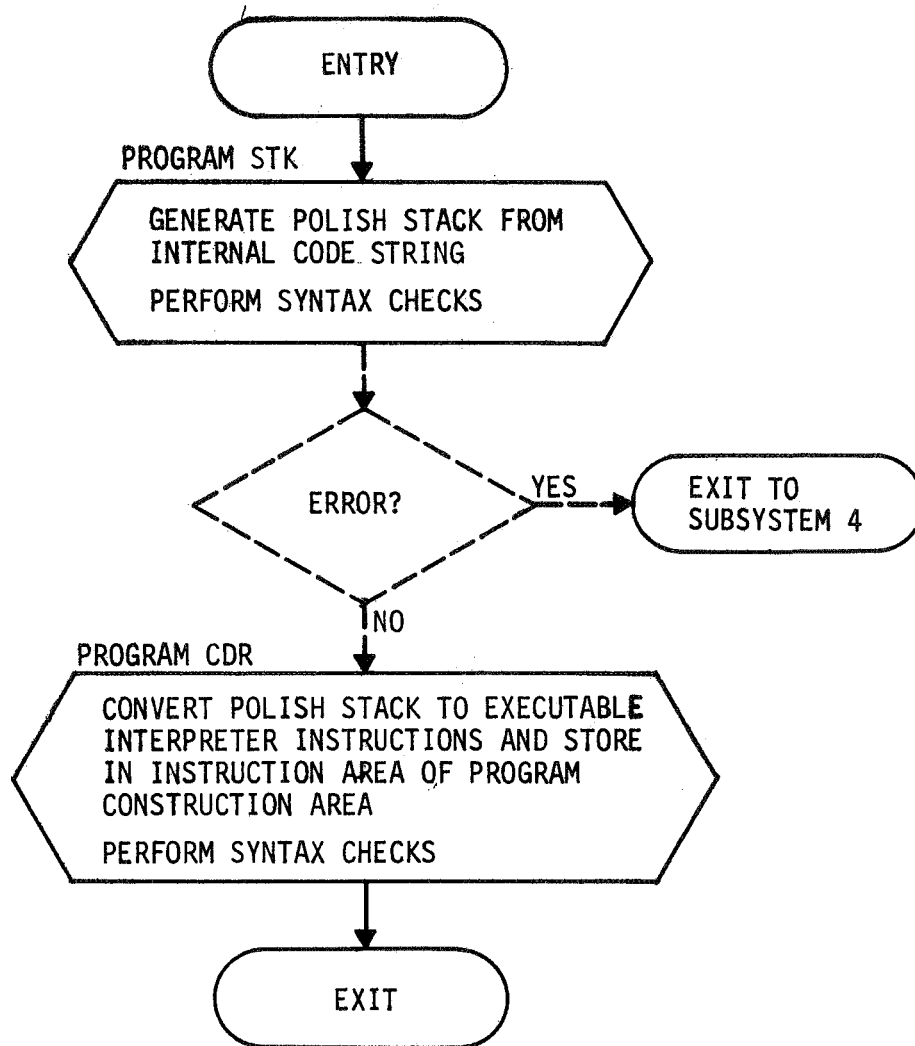 ENTRY
PROGRAM STK
GENERATE POLISH STACK FROM
INTERNAL CODE STRING
PERFORM SYNTAX CHECKS
ERROR?
YES
EXIT TO
SUBSYSTEM 4
NO
PROGRAM CDR
CONVERT POLISH STACK TO EXECUTABLE
INTERPRETER INSTRUCTIONS AND STORE
IN INSTRUCTION AREA OF PROGRAM
CONSTRUCTION AREA
PERFORM SYNTAX CHECKS
EXIT